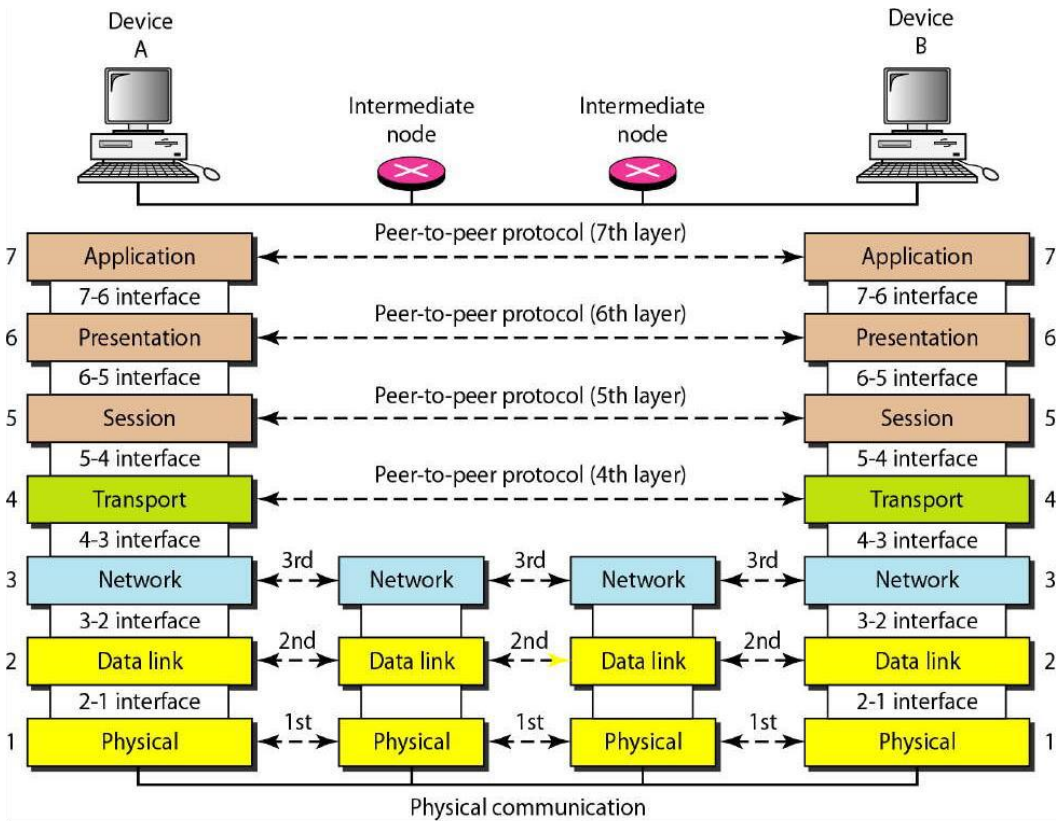 Device
A
Device
B
Intermediate
node
Intermediate
node
Peer-to-peer protocol (7th layer)
7 Application Application 7
7-6 interface 7-6 interface
Peer-to-peer protocol (6th layer)
6 Presentation Presentation 6
6-5 interface 6-5 interface
Peer-to-peer protocol (5th layer)
5 Session Session 5
5-4 interface 5-4 interface
Peer-to-peer protocol (4th layer)
4 Transport Transport 4
4-3 interface 4-3 interface
3rd 3rd 3rd
3 Network Network Network Network 3
3-2 interface 3-2 interface
2nd 2nd 2nd
2 Data link Data link Data link Data link 2
2-1 interface 2-1 interface
1st 1st 1st
1 Physical Physical Physical Physical 1
Physical communication